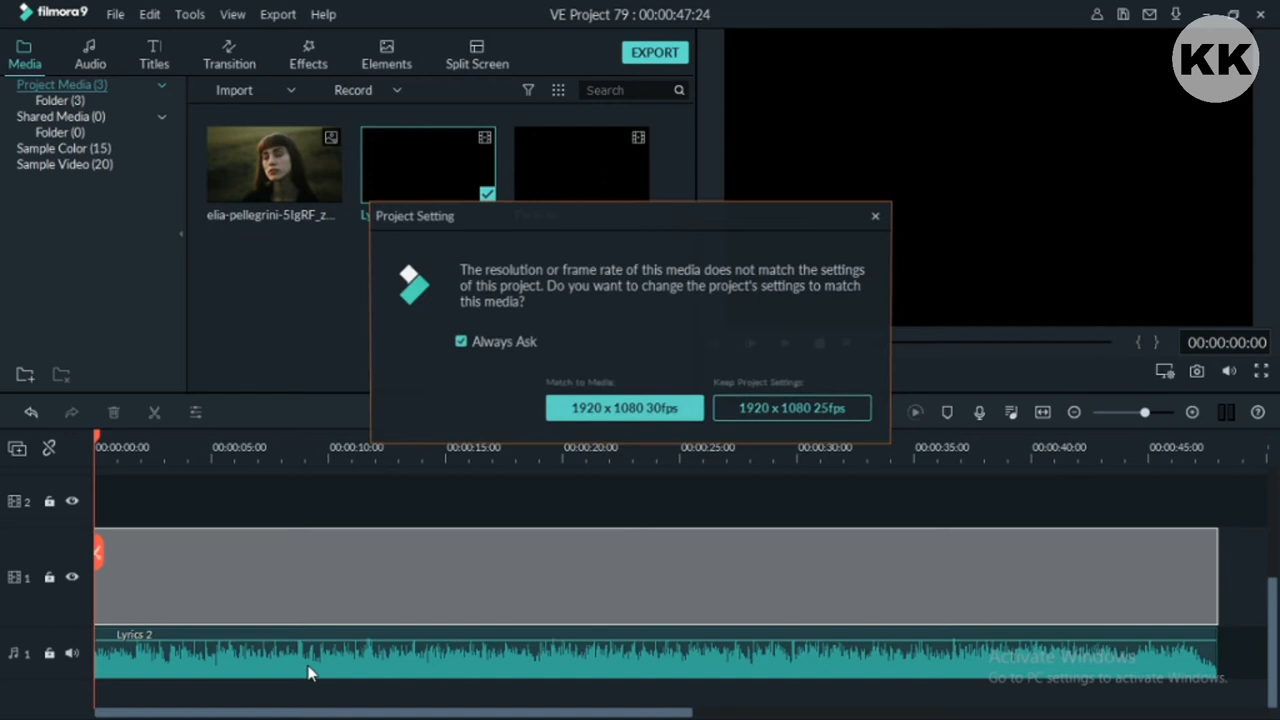 filmora9
File Edit Tools View Export Help
VE Project 79 : 00:00:47:24
KK
Media Audio Titles Transition Effects Elements Split Screen
EXPORT
Project Media (3)
Folder (3)
Shared Media (0)
Folder (0)
Sample Color (15)
Sample Video (20)
Import Record Search
elia-pellegrini-5IgRF_z...
Project Setting
The resolution or frame rate of this media does not match the settings
of this project. Do you want to change the project's settings to match
this media?
Always Ask
Match to Media: Keep Project Settings:
1920 x 1080 30fps 1920 x 1080 25fps
00:00:00:00
00:00:00:00 00:00:05:00 00:00:10:00 00:00:15:00 00:00:20:00 00:00:25:00 00:00:30:00 00:00:35:00 00:00:40:00 00:00:45:00
2
1
Lyrics 2
1
Activate Windows
Go to PC settings to activate Windows.